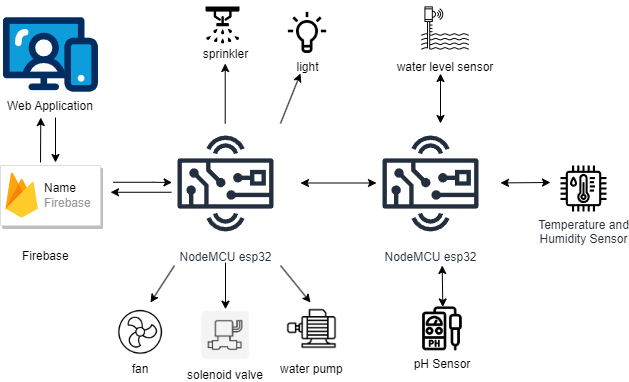 sprinkler
light
water level sensor
Web Application
Name
Firebase
Temperature and
Humidity Sensor
Firebase
NodeMCU esp32
NodeMCU esp32
PH
fan
solenoid valve
water pump
pH Sensor